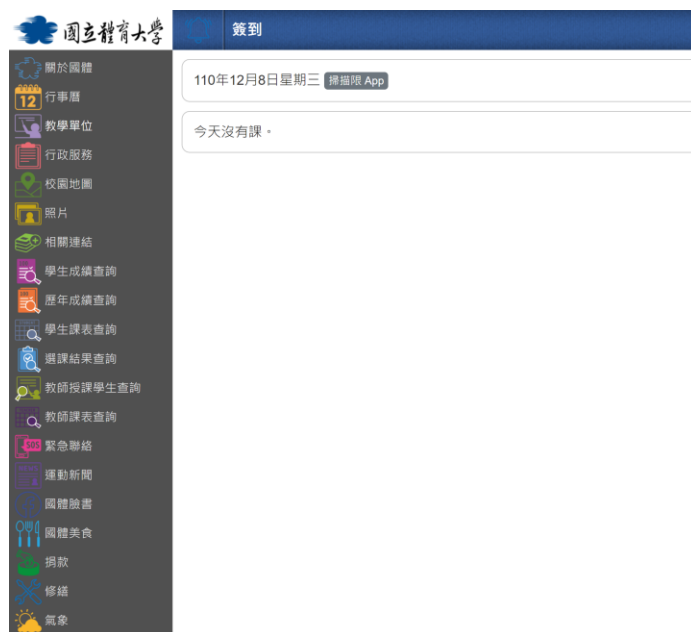 國立體育大學
簽到
110年12月8日星期三 掃描限 App
今天沒有課。
關於國體
12
行事曆
教學單位
行政服務
校園地圖
照片
相關連結
學生成績查詢
歷年成績查詢
學生課表查詢
選課結果查詢
教師授課學生查詢
教師課表查詢
SOS
緊急聯絡
運動新聞
國體臉書
國體美食
捐款
修繕
氣象